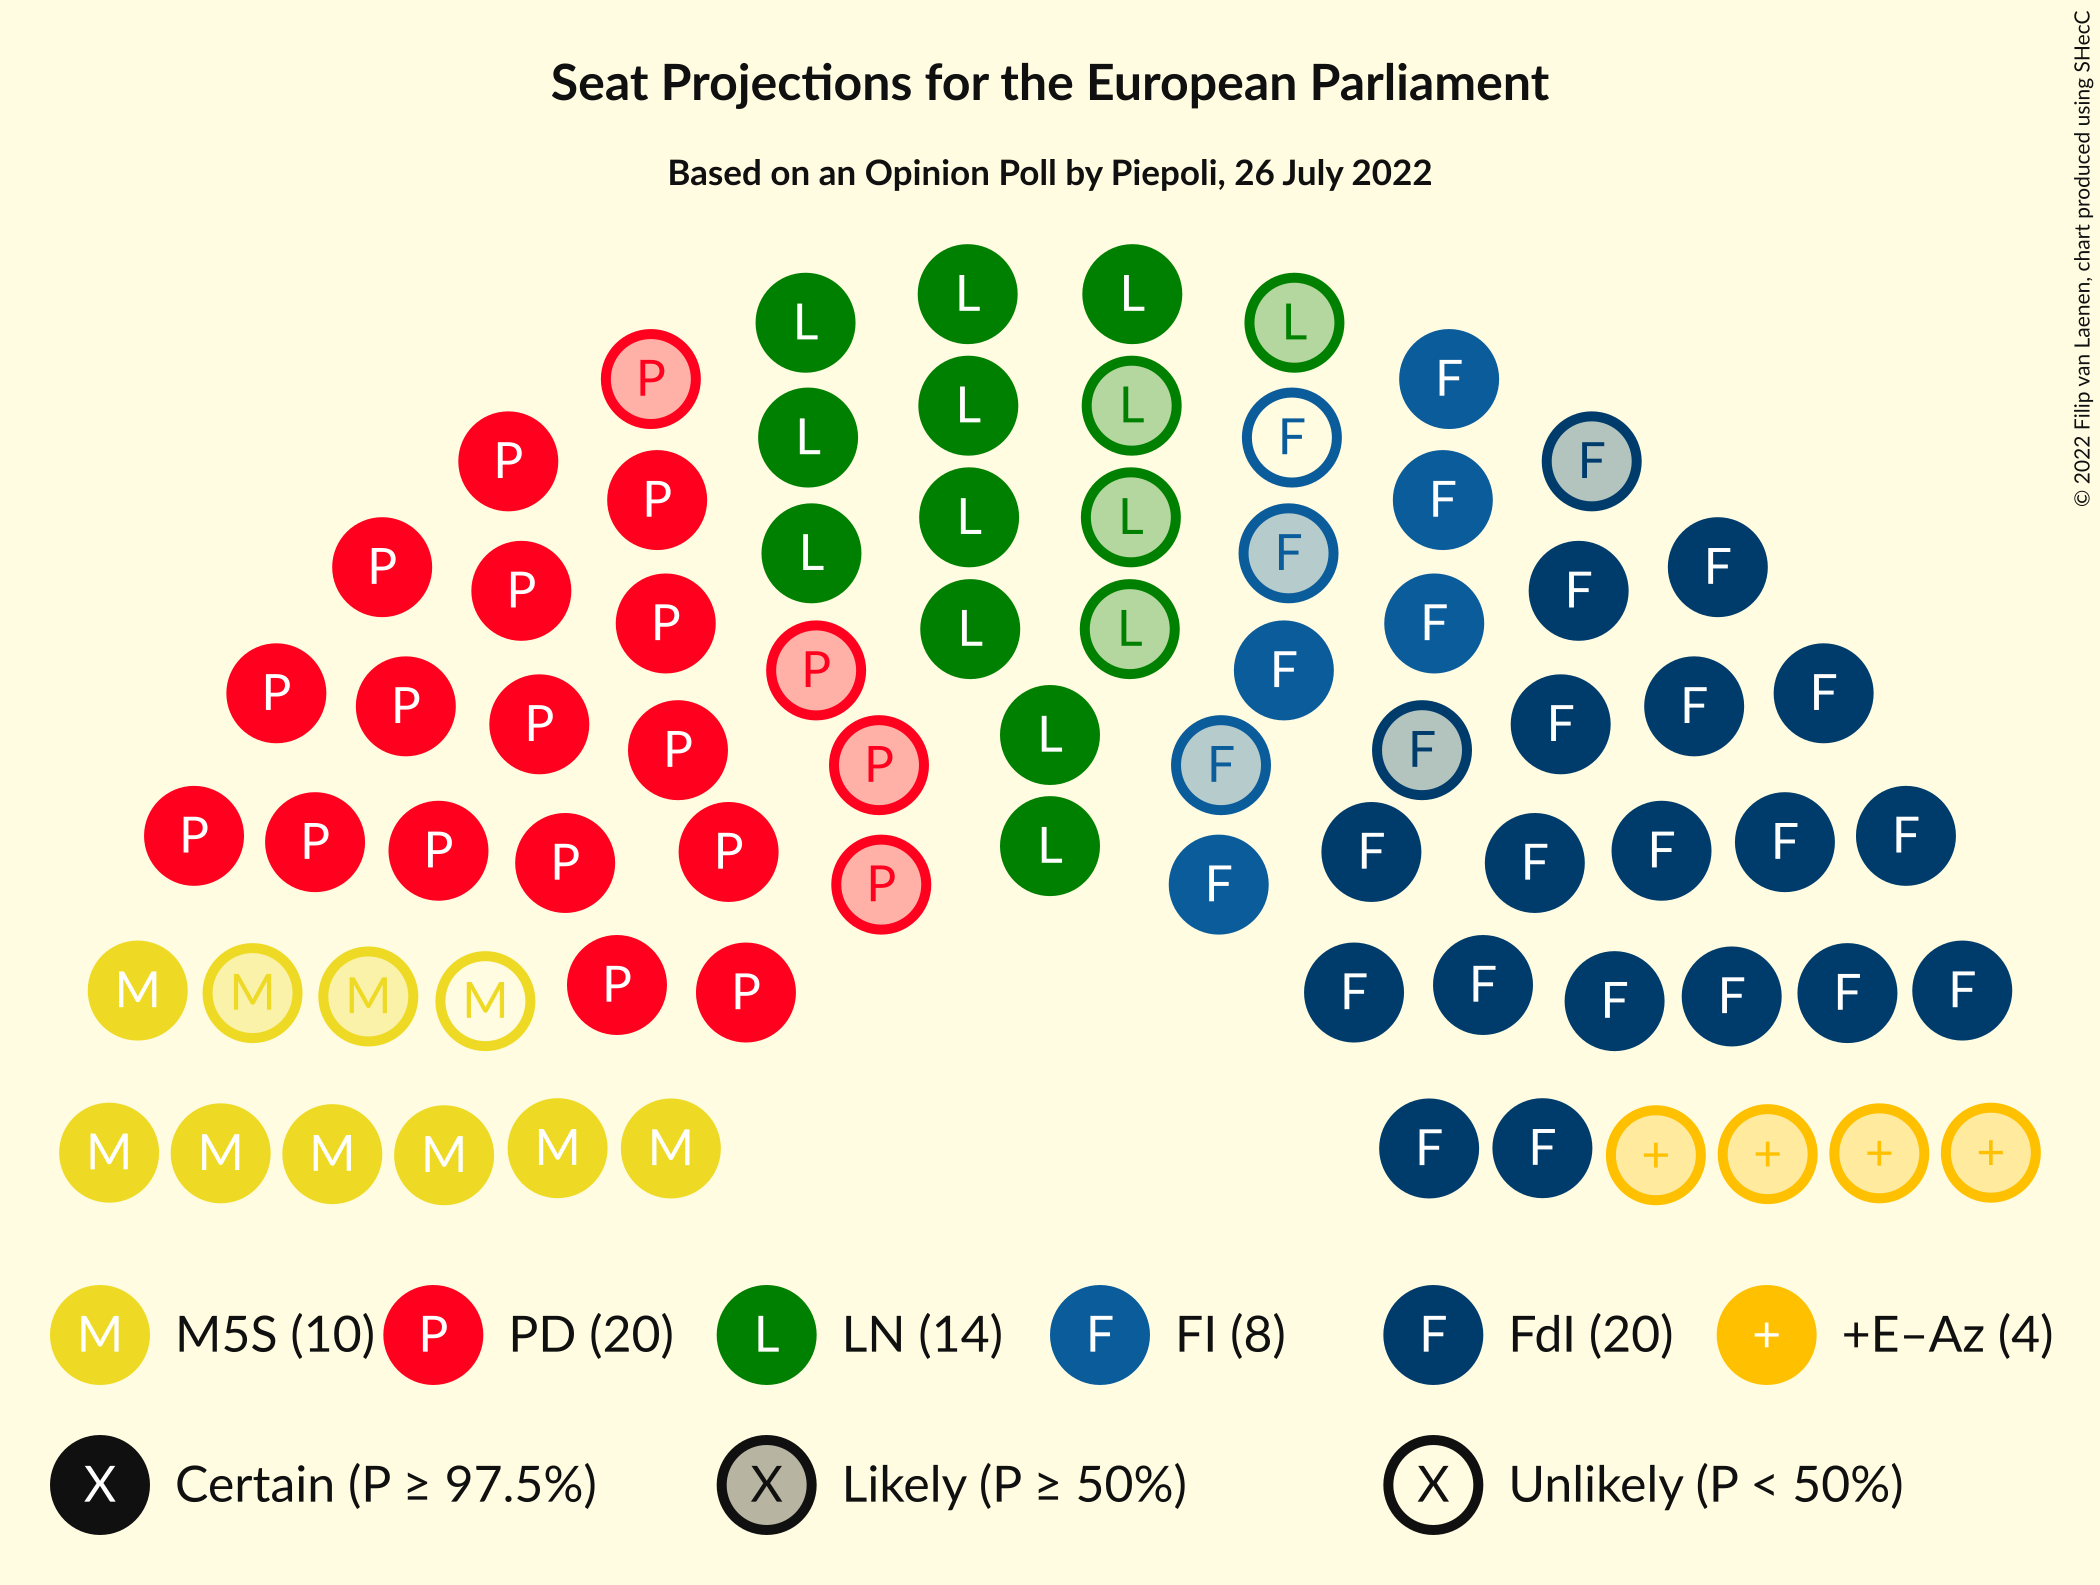 Seat Projections for the European Parliament
Based on an Opinion Poll by Piepoli, 26 July 2022
© 2022 Filip van Laenen, chart produced using SHecC
L L
L L
P F
L L
L F
P F
L L
P F
L F
P F
P P F F
L L
P L F F
P F
P P F F
P P F F
L
P P F F
P P F F
P P P P P L F F F F F
P F
M M M M P P F F F F F F
M M M M M M F F + + + +
M M5S (10) P PD (20) L LN (14) F FI (8) F FdI (20) + +E–Az (4)
X Certain (P ≥ 97.5%) X Likely (P ≥ 50%) X Unlikely (P < 50%)